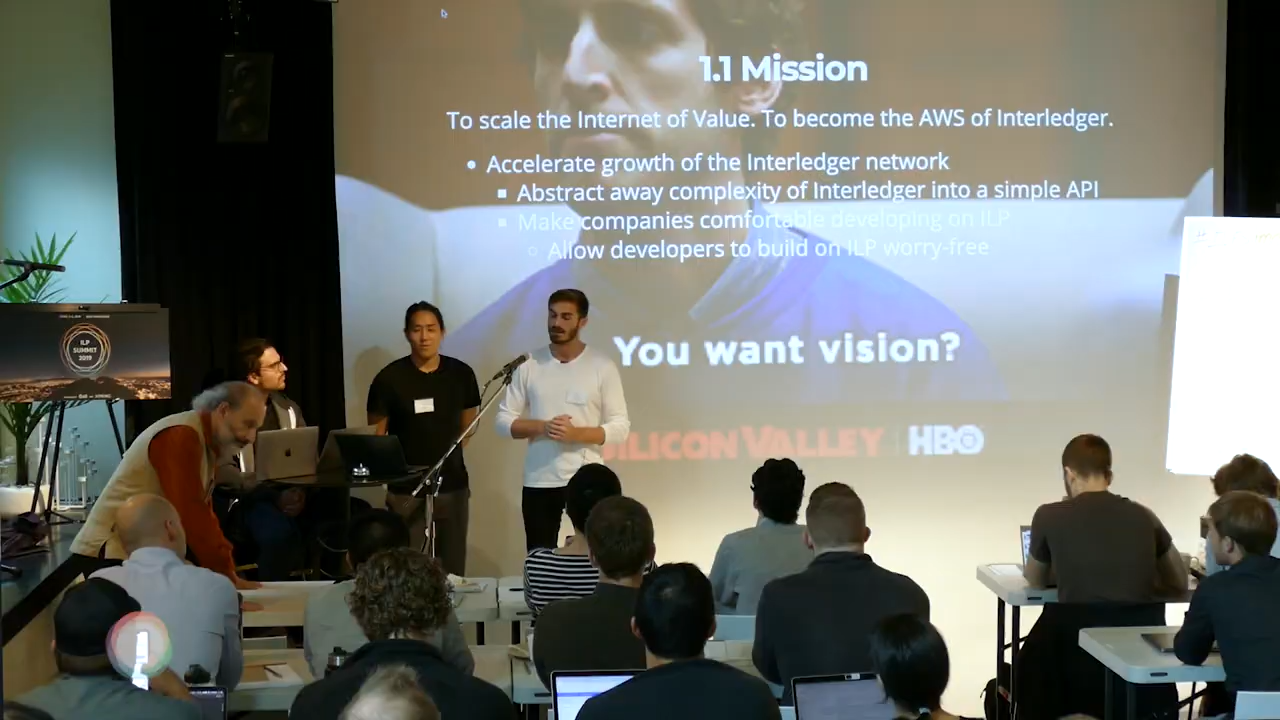 1.1 Mission
To scale the Internet of Value. To become the AWS of Interledger.
Accelerate growth of the Interledger network
Abstract away complexity of Interledger into a simple API
Make companies comfortable developing on ILP
Allow developers to build on ILP worry-free
You want vision?
SILICON VALLEY HBO
ILP
SUMMIT
2019